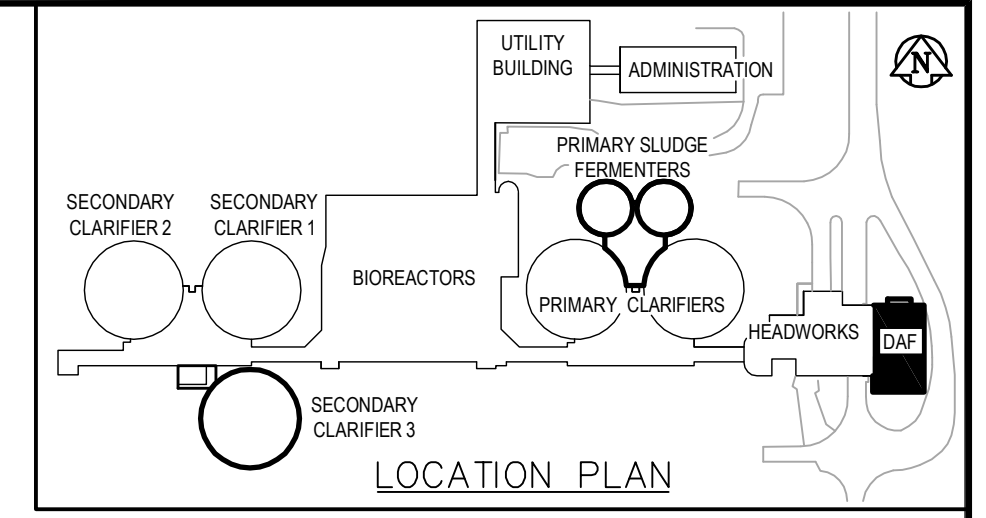 UTILITY
BUILDING
ADMINISTRATION
N
PRIMARY SLUDGE
FERMENTERS
SECONDARY
CLARIFIER 2
SECONDARY
CLARIFIER 1
BIOREACTORS
PRIMARY CLARIFIERS
HEADWORKS
DAF
SECONDARY
CLARIFIER 3
LOCATION PLAN